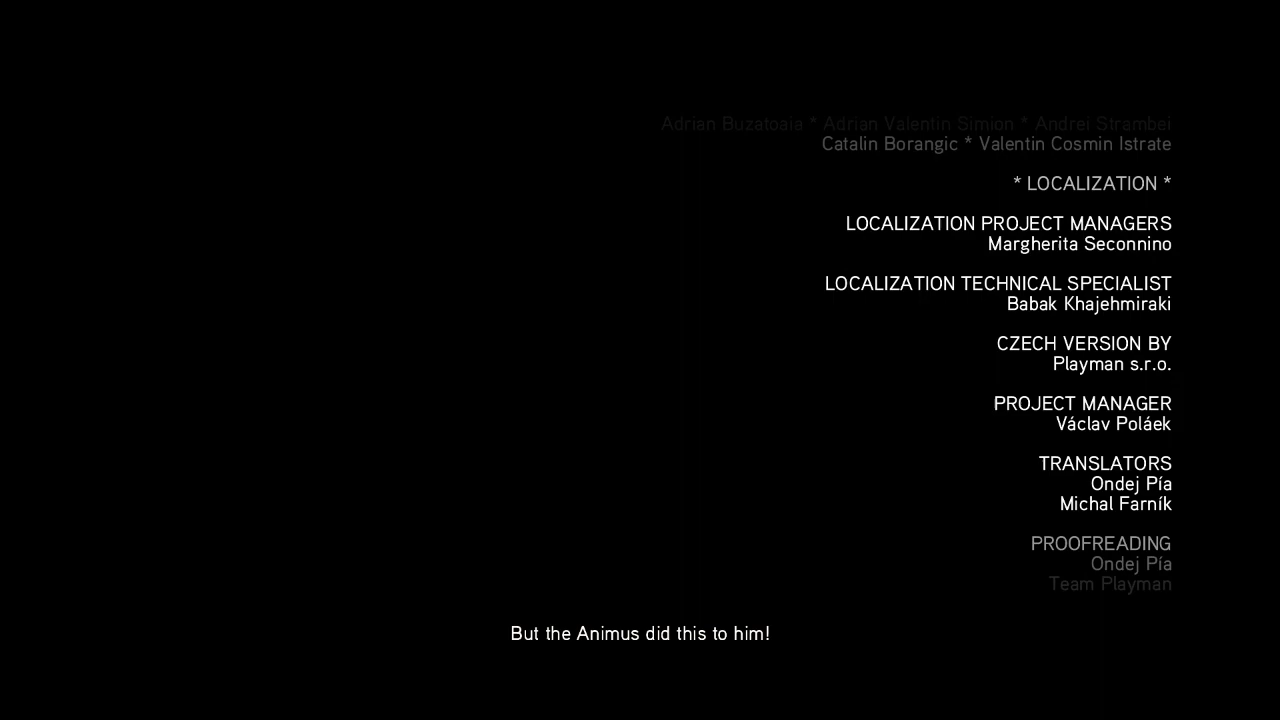 Adrian Buzatoaia * Adrian Valentin Simion * Andrei Strambei
Catalin Borangic * Valentin Cosmin Istrate
* LOCALIZATION *
LOCALIZATION PROJECT MANAGERS
Margherita Seconnino
LOCALIZATION TECHNICAL SPECIALIST
Babak Khajehmiraki
CZECH VERSION BY
Playman s.r.o.
PROJECT MANAGER
Václav Poláek
TRANSLATORS
Ondej Pía
Michal Farník
PROOFREADING
Ondej Pía
Team Playman
But the Animus did this to him!